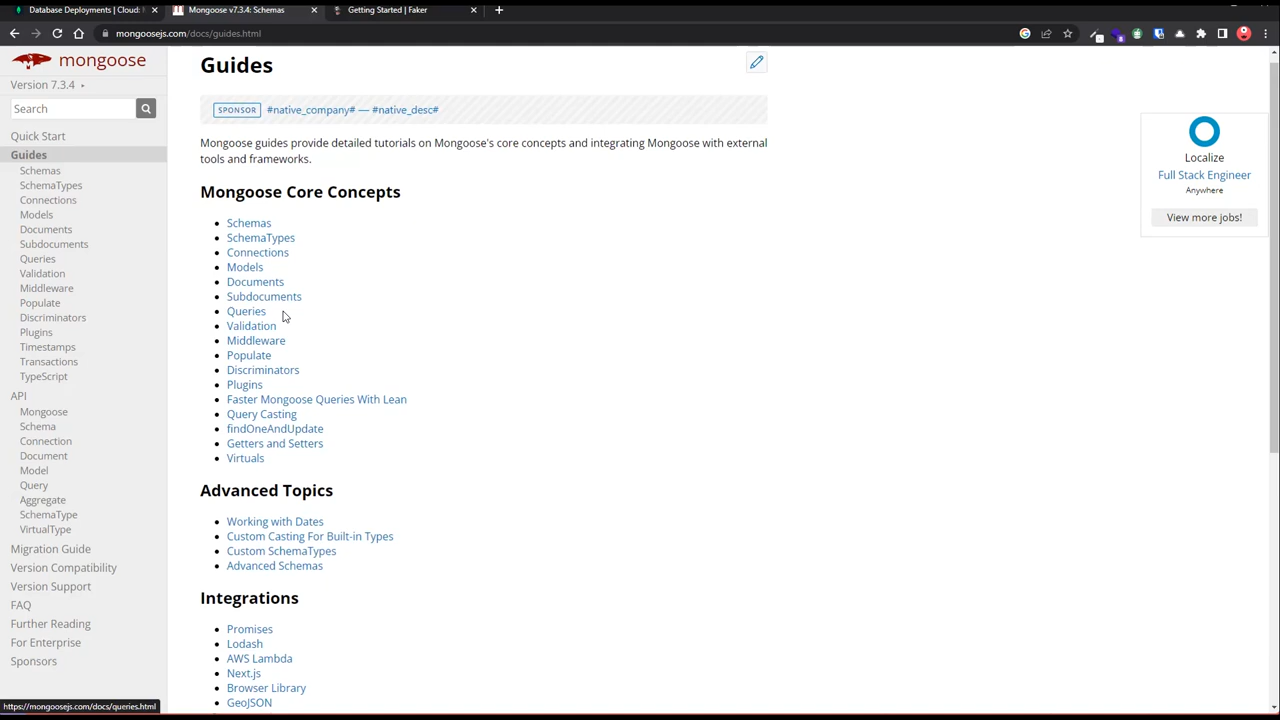 Database Deployments | Cloud:
Mongoose v7.3.4: Schemas
Getting Started | Faker
mongoosejs.com/docs/guides.html
mongoose
Version 7.3.4
Search
Quick Start
Guides
Schemas
SchemaTypes
Connections
Models
Documents
Subdocuments
Queries
Validation
Middleware
Populate
Discriminators
Plugins
Timestamps
Transactions
TypeScript
API
Mongoose
Schema
Connection
Document
Model
Query
Aggregate
SchemaType
VirtualType
Migration Guide
Version Compatibility
Version Support
FAQ
Further Reading
For Enterprise
Sponsors
https://mongoosejs.com/docs/queries.html
Guides
SPONSOR #native_company# — #native_desc#
Mongoose guides provide detailed tutorials on Mongoose's core concepts and integrating Mongoose with external
tools and frameworks.
Mongoose Core Concepts
Schemas
SchemaTypes
Connections
Models
Documents
Subdocuments
Queries
Validation
Middleware
Populate
Discriminators
Plugins
Faster Mongoose Queries With Lean
Query Casting
findOneAndUpdate
Getters and Setters
Virtuals
Advanced Topics
Working with Dates
Custom Casting For Built-in Types
Custom SchemaTypes
Advanced Schemas
Integrations
Promises
Lodash
AWS Lambda
Next.js
Browser Library
GeoJSON
Localize
Full Stack Engineer
Anywhere
View more jobs!